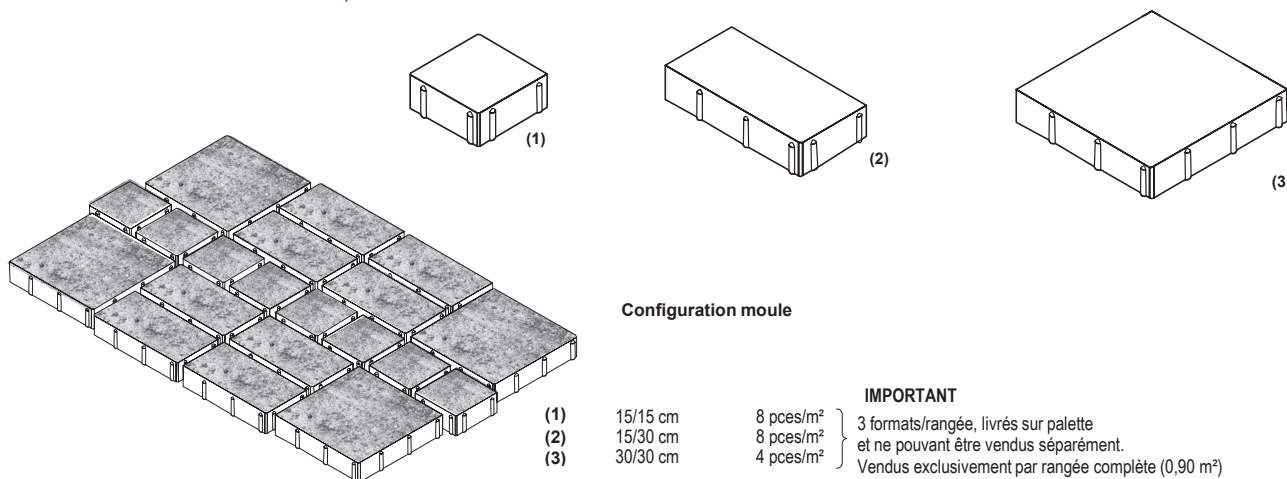 (1)
(2)
(3
Configuration moule
IMPORTANT
(1) 15/15 cm 8 pces/m²
(2) 15/30 cm 8 pces/m²
(3) 30/30 cm 4 pces/m²
3 formats/rangée, livrés sur palette
et ne pouvant être vendus séparément.
Vendus exclusivement par rangée complète (0,90 m²)